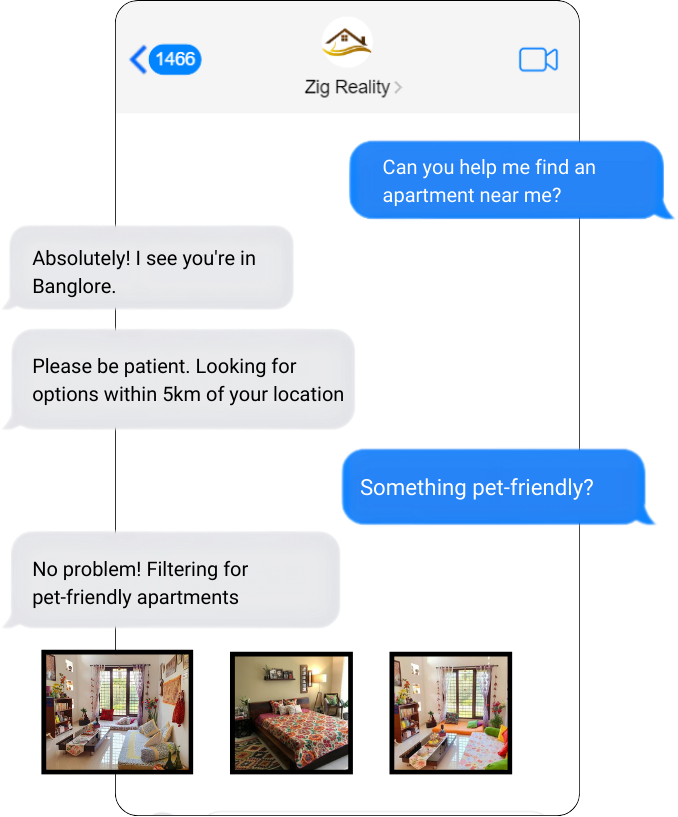 1466
Zig Reality
Can you help me find an
apartment near me?
Absolutely! I see you're in
Banglore.
Please be patient. Looking for
options within 5km of your location
Something pet-friendly?
No problem! Filtering for
pet-friendly apartments